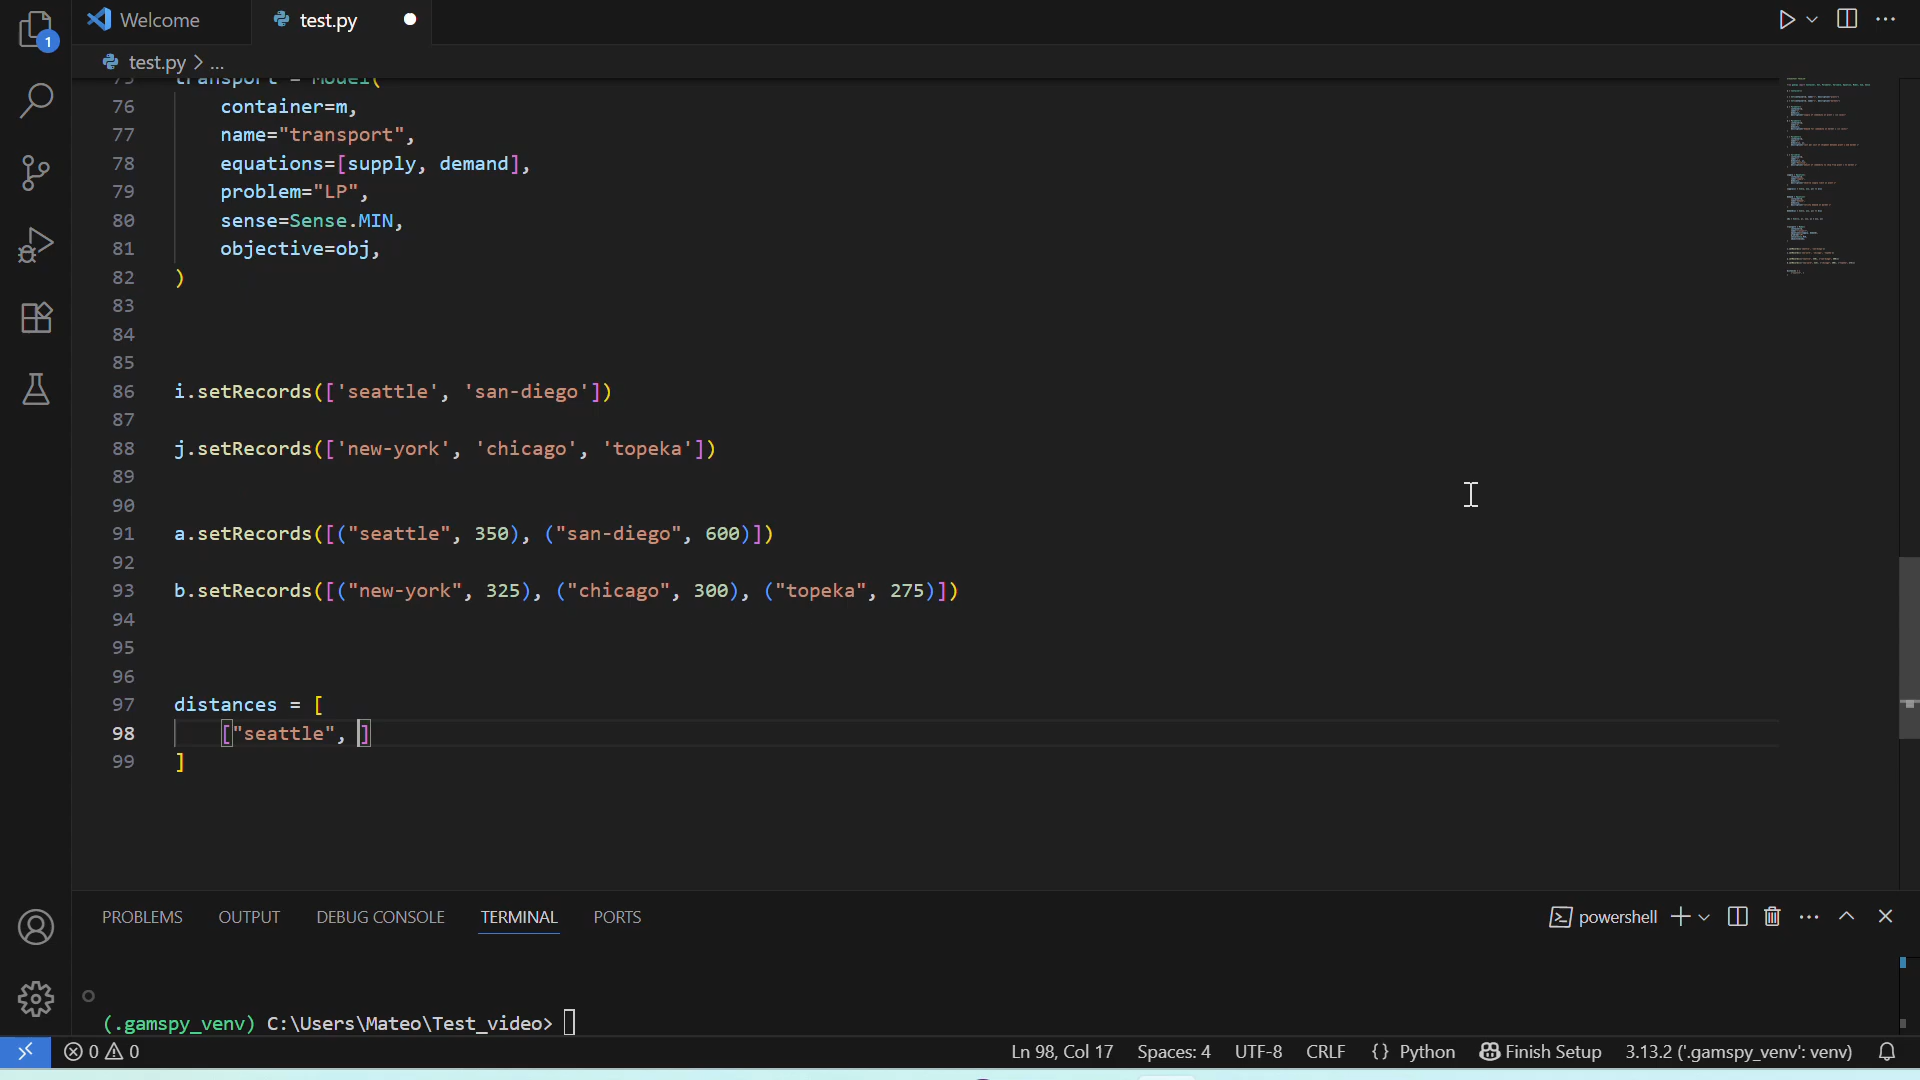 Welcome
test.py
test.py > ...
75 transport = Model(
76 container=m,
77 name="transport",
78 equations=[supply, demand],
79 problem="LP",
80 sense=Sense.MIN,
81 objective=obj,
82 )
83
84
85
86 i.setRecords(['seattle', 'san-diego'])
87
88 j.setRecords(['new-york', 'chicago', 'topeka'])
89
90
91 a.setRecords([("seattle", 350), ("san-diego", 600)])
92
93 b.setRecords([("new-york", 325), ("chicago", 300), ("topeka", 275)])
94
95
96
97 distances = [
98 ["seattle", ]
99 ]
1
PROBLEMS OUTPUT DEBUG CONSOLE TERMINAL PORTS
powershell
(.gamspy_venv) C:\Users\Mateo\Test_video>
0 0
Ln 98, Col 17 Spaces: 4 UTF-8 CRLF {} Python Finish Setup 3.13.2 ('.gamspy_venv': venv)